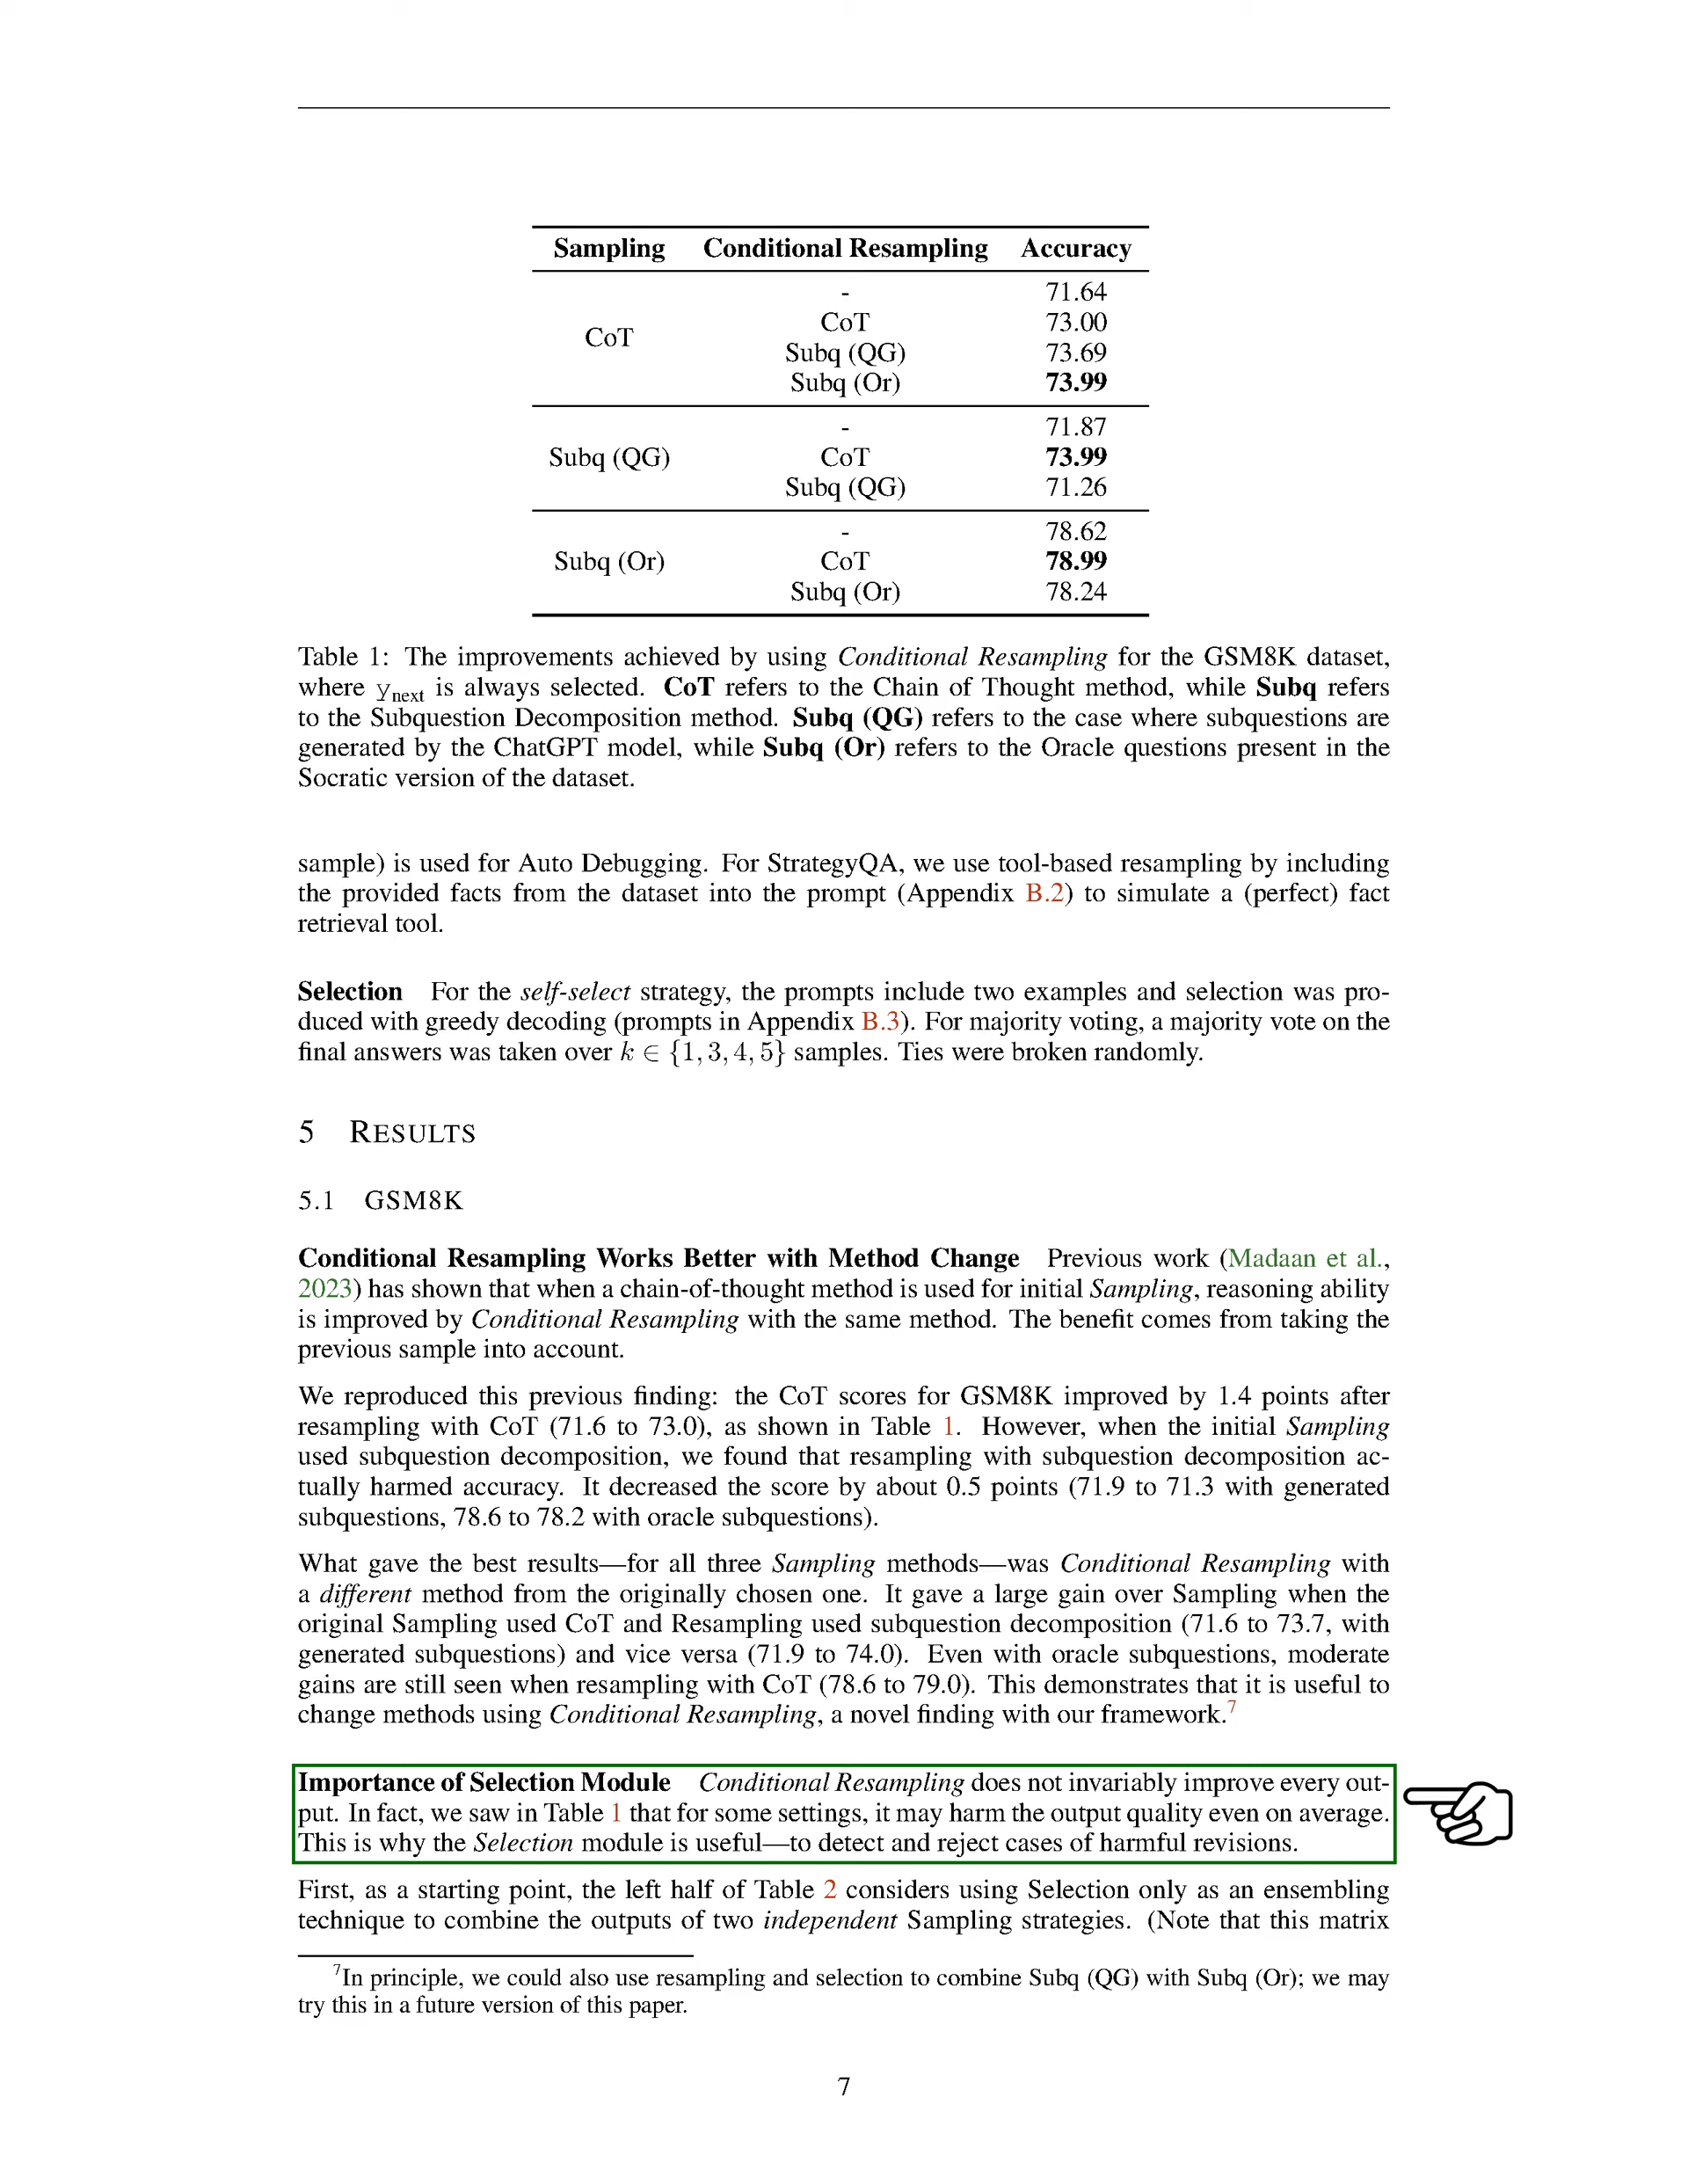 Sampling Conditional Resampling Accuracy
- 71.64
CoT 73.00
CoT
Subq (QG) 73.69
Subq (Or) 73.99
- 71.87
Subq (QG) CoT 73.99
Subq (QG) 71.26
- 78.62
Subq (Or) CoT 78.99
Subq (Or) 78.24
Table 1: The improvements achieved by using Conditional Resampling for the GSM8K dataset,
where ynext is always selected. CoT refers to the Chain of Thought method, while Subq refers
to the Subquestion Decomposition method. Subq (QG) refers to the case where subquestions are
generated by the ChatGPT model, while Subq (Or) refers to the Oracle questions present in the
Socratic version of the dataset.
sample) is used for Auto Debugging. For StrategyQA, we use tool-based resampling by including
the provided facts from the dataset into the prompt (Appendix B.2) to simulate a (perfect) fact
retrieval tool.
Selection For the self-select strategy, the prompts include two examples and selection was pro-
duced with greedy decoding (prompts in Appendix B.3). For majority voting, a majority vote on the
final answers was taken over k ∈ {1, 3, 4, 5} samples. Ties were broken randomly.
5 RESULTS
5.1 GSM8K
Conditional Resampling Works Better with Method Change Previous work (Madaan et al.,
2023) has shown that when a chain-of-thought method is used for initial Sampling, reasoning ability
is improved by Conditional Resampling with the same method. The benefit comes from taking the
previous sample into account.
We reproduced this previous finding: the CoT scores for GSM8K improved by 1.4 points after
resampling with CoT (71.6 to 73.0), as shown in Table 1. However, when the initial Sampling
used subquestion decomposition, we found that resampling with subquestion decomposition ac-
tually harmed accuracy. It decreased the score by about 0.5 points (71.9 to 71.3 with generated
subquestions, 78.6 to 78.2 with oracle subquestions).
What gave the best results—for all three Sampling methods—was Conditional Resampling with
a different method from the originally chosen one. It gave a large gain over Sampling when the
original Sampling used CoT and Resampling used subquestion decomposition (71.6 to 73.7, with
generated subquestions) and vice versa (71.9 to 74.0). Even with oracle subquestions, moderate
gains are still seen when resampling with CoT (78.6 to 79.0). This demonstrates that it is useful to
change methods using Conditional Resampling, a novel finding with our framework.7
Importance of Selection Module Conditional Resampling does not invariably improve every out-
put. In fact, we saw in Table 1 that for some settings, it may harm the output quality even on average.
This is why the Selection module is useful—to detect and reject cases of harmful revisions.
First, as a starting point, the left half of Table 2 considers using Selection only as an ensembling
technique to combine the outputs of two independent Sampling strategies. (Note that this matrix
7In principle, we could also use resampling and selection to combine Subq (QG) with Subq (Or); we may
try this in a future version of this paper.
7